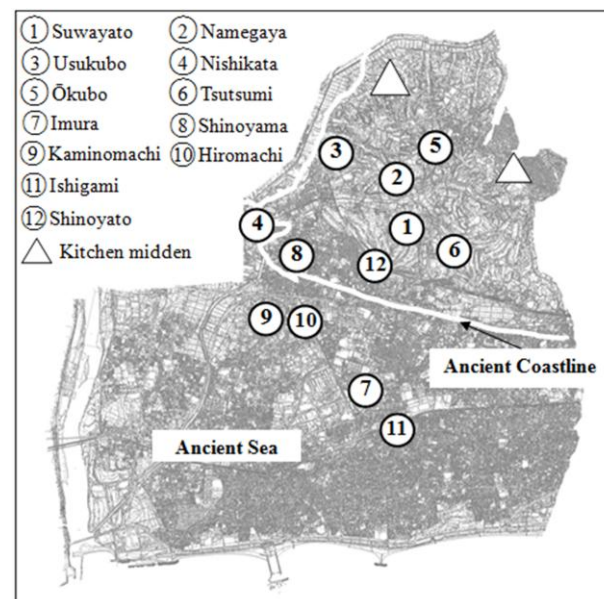 ① Suwayato ② Namegaya
③ Usukubo ④ Nishikata
⑤ Ōkubo ⑥ Tsutsumi
⑦ Imura ⑧ Shinoyama
⑨ Kaminomachi ⑩ Hiromachi
⑪ Ishigami
⑫ Shinoyato
Kitchen midden
3
5
2
4
1
8
12
6
9
10
Ancient Coastline
7
11
Ancient Sea